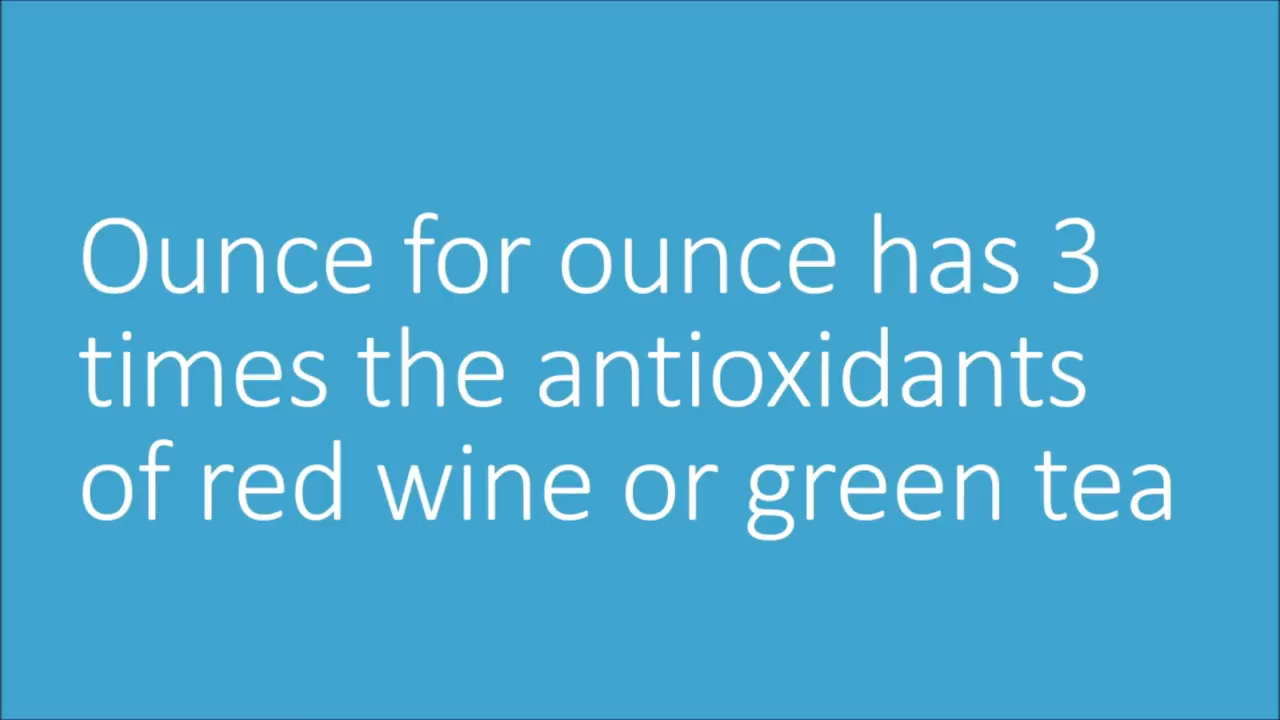 Ounce for ounce has 3
times the antioxidants
of red wine or green tea